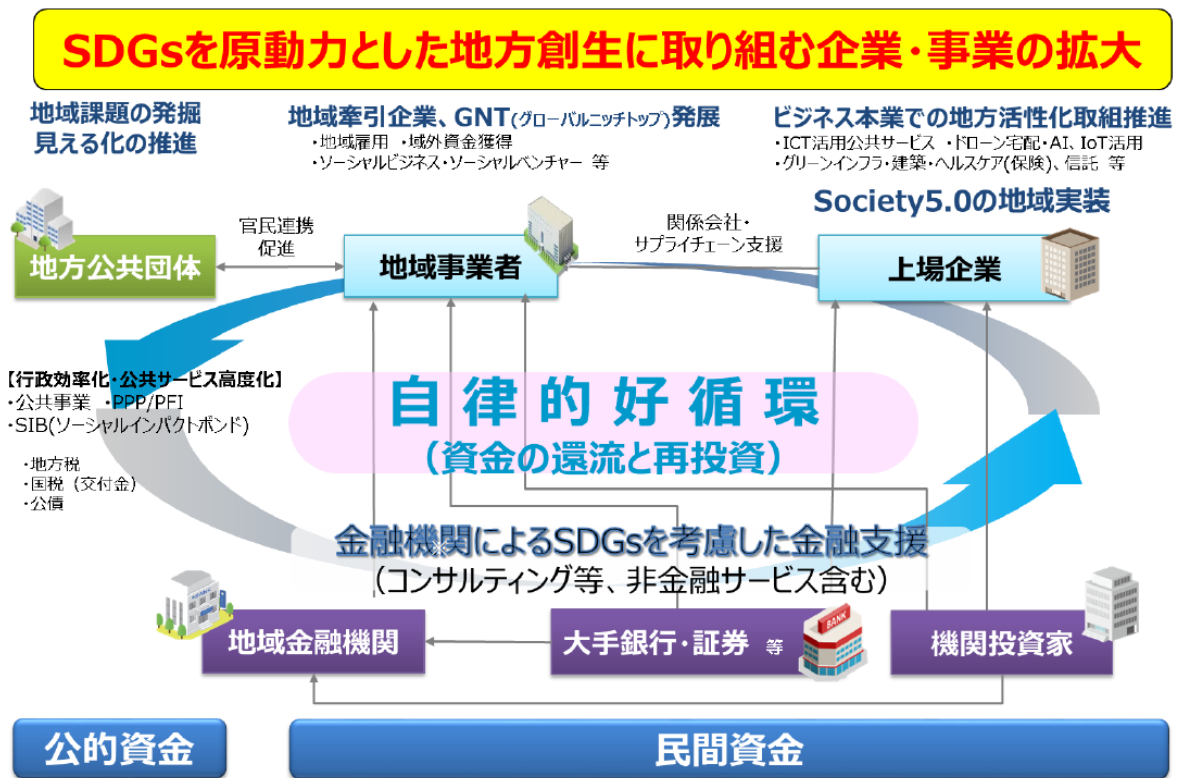 SDGsを原動力とした地方創生に取り組む企業・事業の拡大
地域課題の発掘
見える化の推進
地域牽引企業、GNT(グローバルニッチトップ)発展
・地域雇用 ・域外資金獲得
・ソーシャルビジネス・ソーシャルベンチャー 等
ビジネス本業での地方活性化取組推進
・ICT活用公共サービス ・ドローン宅配・AI、IoT活用
・グリーンインフラ・建築・ヘルスケア(保険)、信託 等
Society5.0の地域実装
地方公共団体
官民連携
促進
地域事業者
関係会社・
サプライチェーン支援
上場企業
【行政効率化・公共サービス高度化】
・公共事業 ・PPP/PFI
・SIB(ソーシャルインパクトボンド)
・地方税
・国税（交付金）
・公債
自律的好循環
（資金の還流と再投資）
金融機関によるSDGsを考慮した金融支援
（コンサルティング等、非金融サービス含む）
地域金融機関
大手銀行・証券 等
BANK
機関投資家
公的資金
民間資金